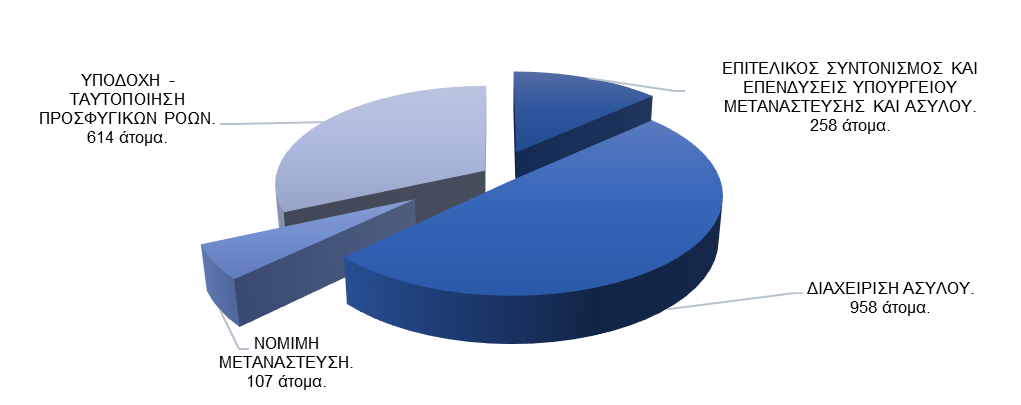 ΥΠΟΔΟΧΗ -
ΤΑΥΤΟΠΟΙΗΣΗ
ΠΡΟΣΦΥΓΙΚΩΝ ΡΟΩΝ.
614 άτομα.
ΕΠΙΤΕΛΙΚΟΣ ΣΥΝΤΟΝΙΣΜΟΣ ΚΑΙ
ΕΠΕΝΔΥΣΕΙΣ ΥΠΟΥΡΓΕΙΟΥ
ΜΕΤΑΝΑΣΤΕΥΣΗΣ ΚΑΙ ΑΣΥΛΟΥ.
258 άτομα.
ΔΙΑΧΕΙΡΙΣΗ ΑΣΥΛΟΥ.
958 άτομα.
ΝΟΜΙΜΗ
ΜΕΤΑΝΑΣΤΕΥΣΗ.
107 άτομα.